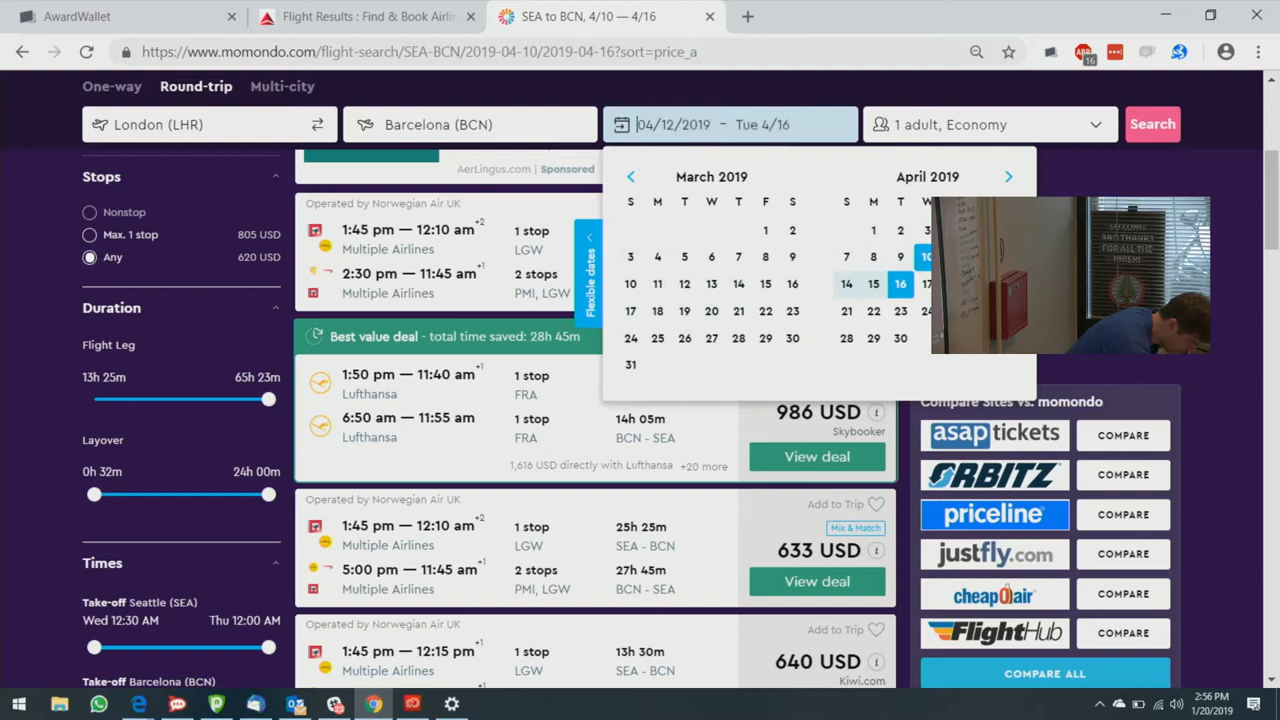 AwardWallet
Flight Results : Find & Book Airlin
SEA to BCN, 4/10 — 4/16
https://www.momondo.com/flight-search/SEA-BCN/2019-04-10/2019-04-16?sort=price_a
16
One-way
Round-trip
Multi-city
London (LHR)
Barcelona (BCN)
04/12/2019 – Tue 4/16
1 adult, Economy
Search
Stops
Nonstop
Max. 1 stop 805 USD
Any 620 USD
Duration
Flight Leg
13h 25m 65h 23m
Layover
0h 32m 24h 00m
Times
Take-off Seattle (SEA)
Wed 12:30 AM Thu 12:00 AM
Take-off Barcelona (BCN)
AerLingus.com | Sponsored
Operated by Norwegian Air UK
1:45 pm — 12:10 am +2 1 stop
Multiple Airlines LGW
2:30 pm — 11:45 am +1 2 stops
Multiple Airlines PMI, LGW
Flexible dates
Best value deal - total time saved: 28h 45m
1:50 pm — 11:40 am +1 1 stop
Lufthansa FRA
6:50 am — 11:55 am 1 stop 14h 05m
Lufthansa FRA BCN - SEA
1,616 USD directly with Lufthansa +20 more
986 USD
Skybooker
View deal
Operated by Norwegian Air UK
1:45 pm — 12:10 am +2 1 stop 25h 25m
Multiple Airlines LGW SEA - BCN
5:00 pm — 11:45 am +1 2 stops 27h 45m
Multiple Airlines PMI, LGW BCN - SEA
Add to Trip
Mix & Match
633 USD
View deal
Operated by Norwegian Air UK
1:45 pm — 12:15 pm +1 1 stop 13h 30m
Multiple Airlines LGW SEA - BCN
Add to Trip
640 USD
Kiwi.com
March 2019
S M T W T F S
1 2
3 4 5 6 7 8 9
10 11 12 13 14 15 16
17 18 19 20 21 22 23
24 25 26 27 28 29 30
31
April 2019
S M T W
1 2 3
7 8 9 10
14 15 16 17
21 22 23 24
28 29 30
Compare Sites vs. momondo
asaptickets COMPARE
ORBITZ COMPARE
priceline COMPARE
justfly.com COMPARE
cheapOair COMPARE
FlightHub COMPARE
COMPARE ALL
2:56 PM
1/20/2019